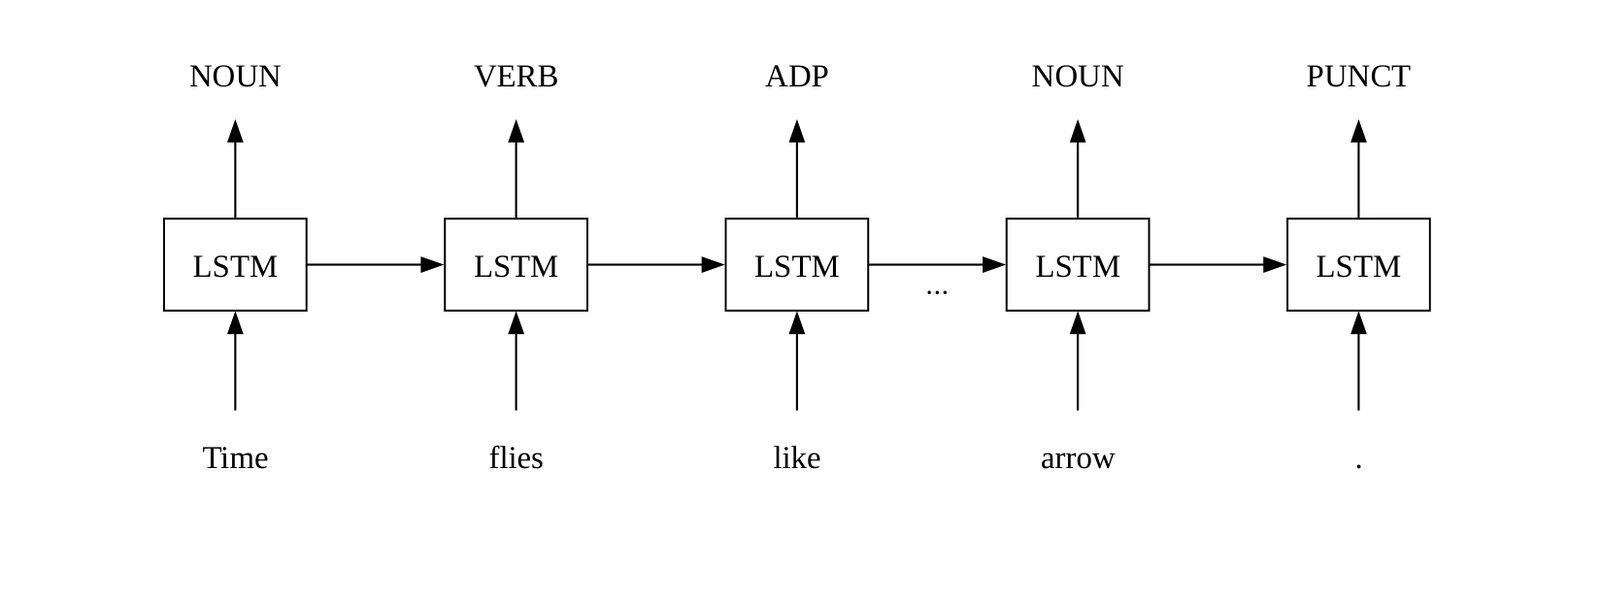 NOUN VERB ADP NOUN PUNCT
LSTM LSTM LSTM LSTM LSTM
...
Time flies like arrow .